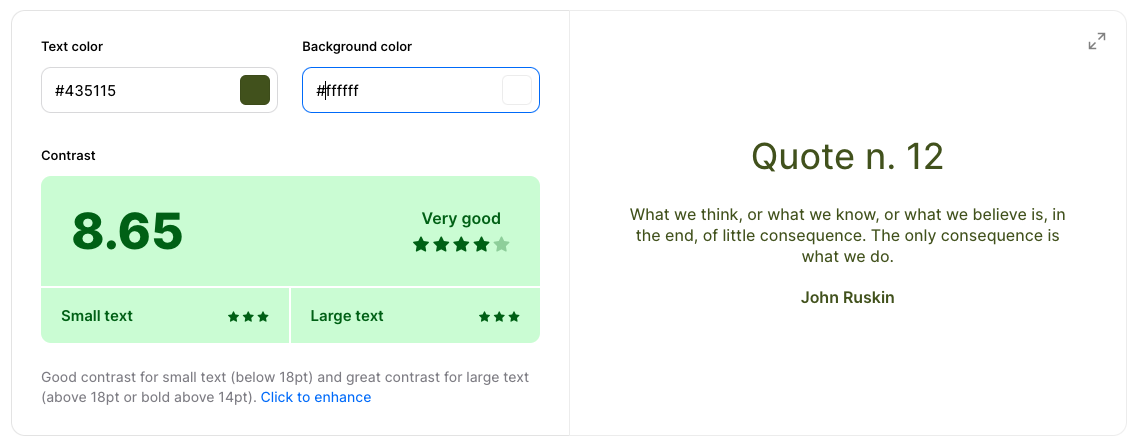 Text color
Background color
#435115
#ffffff
Contrast
8.65
Very good
Small text
Large text
Good contrast for small text (below 18pt) and great contrast for large text
(above 18pt or bold above 14pt). Click to enhance
Quote n. 12
What we think, or what we know, or what we believe is, in
the end, of little consequence. The only consequence is
what we do.
John Ruskin